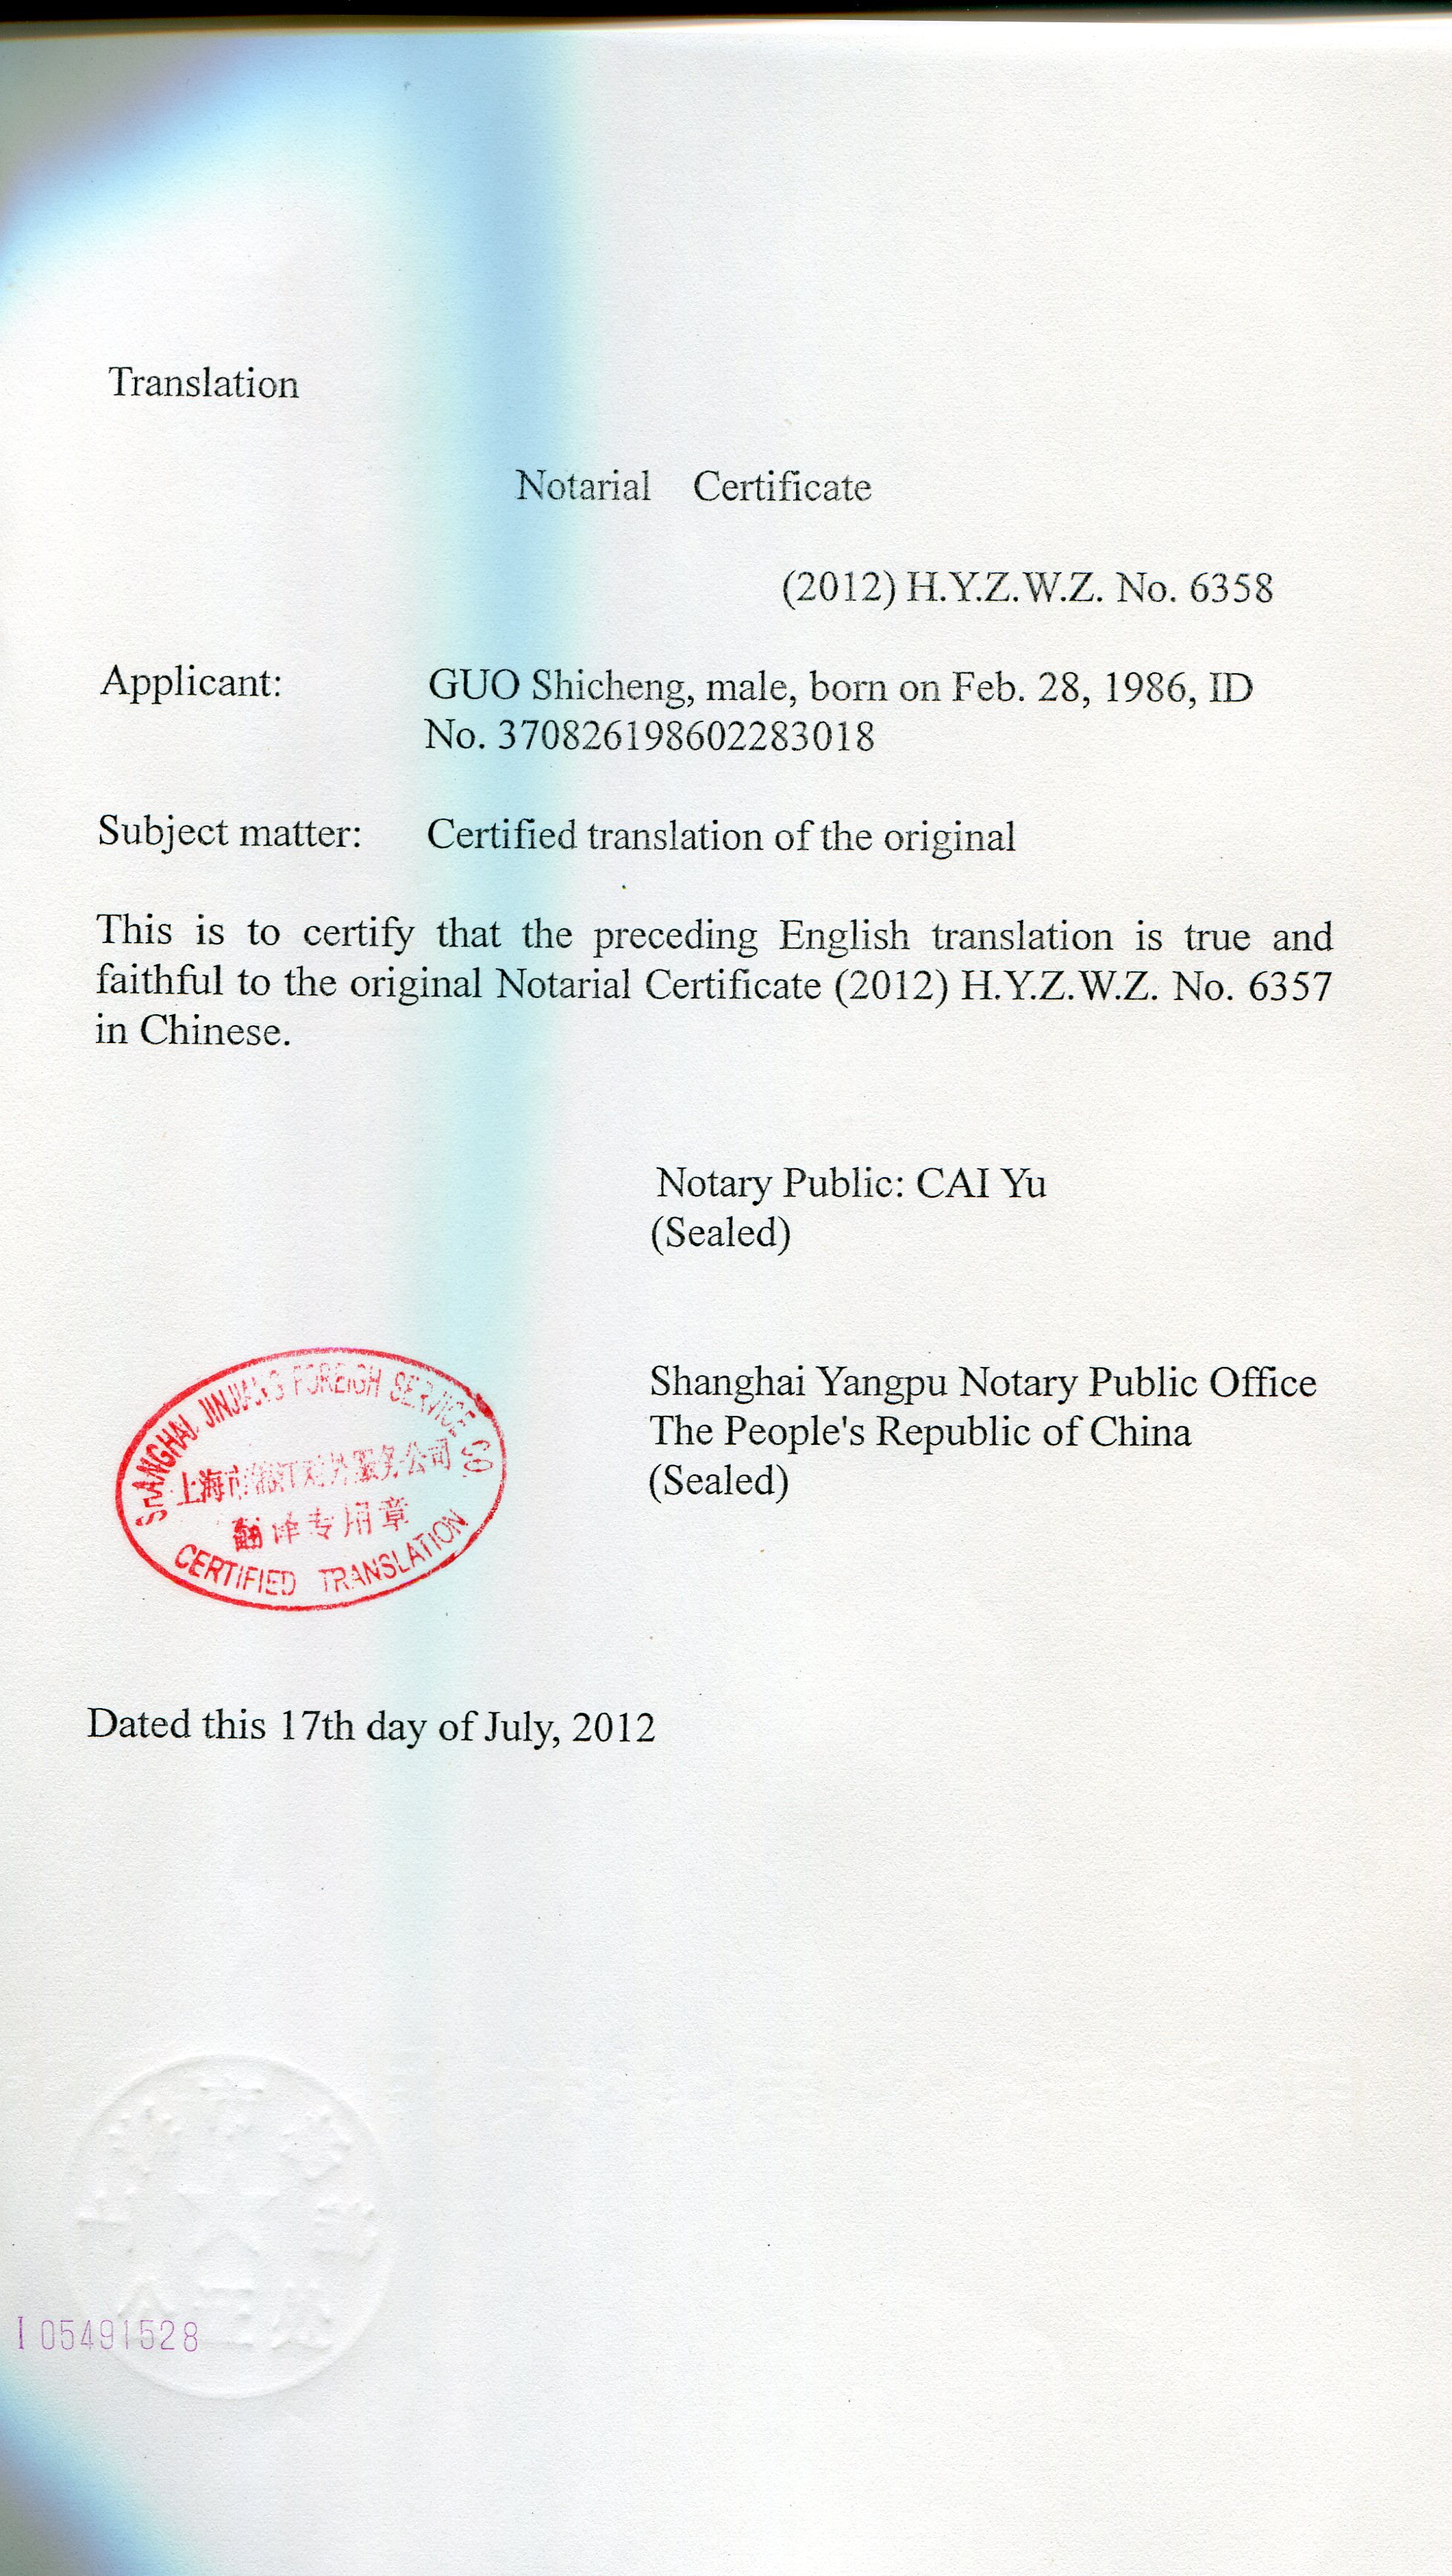 Translation
Notarial Certificate
(2012) H.Y.Z.W.Z. No. 6358
Applicant: GUO Shicheng, male, born on Feb. 28, 1986, ID
No. 370826198602283018
Subject matter: Certified translation of the original
This is to certify that the preceding English translation is true and
faithful to the original Notarial Certificate (2012) H.Y.Z.W.Z. No. 6357
in Chinese.
Notary Public: CAI Yu
(Sealed)
Shanghai Yangpu Notary Public Office
The People's Republic of China
(Sealed)
SHANGHAI JINJIANG FOREIGH SERVICE CO.
上海市锦江对外服务公司
翻译专用章
CERTIFIED TRANSLATION
Dated this 17th day of July, 2012
I 05491528